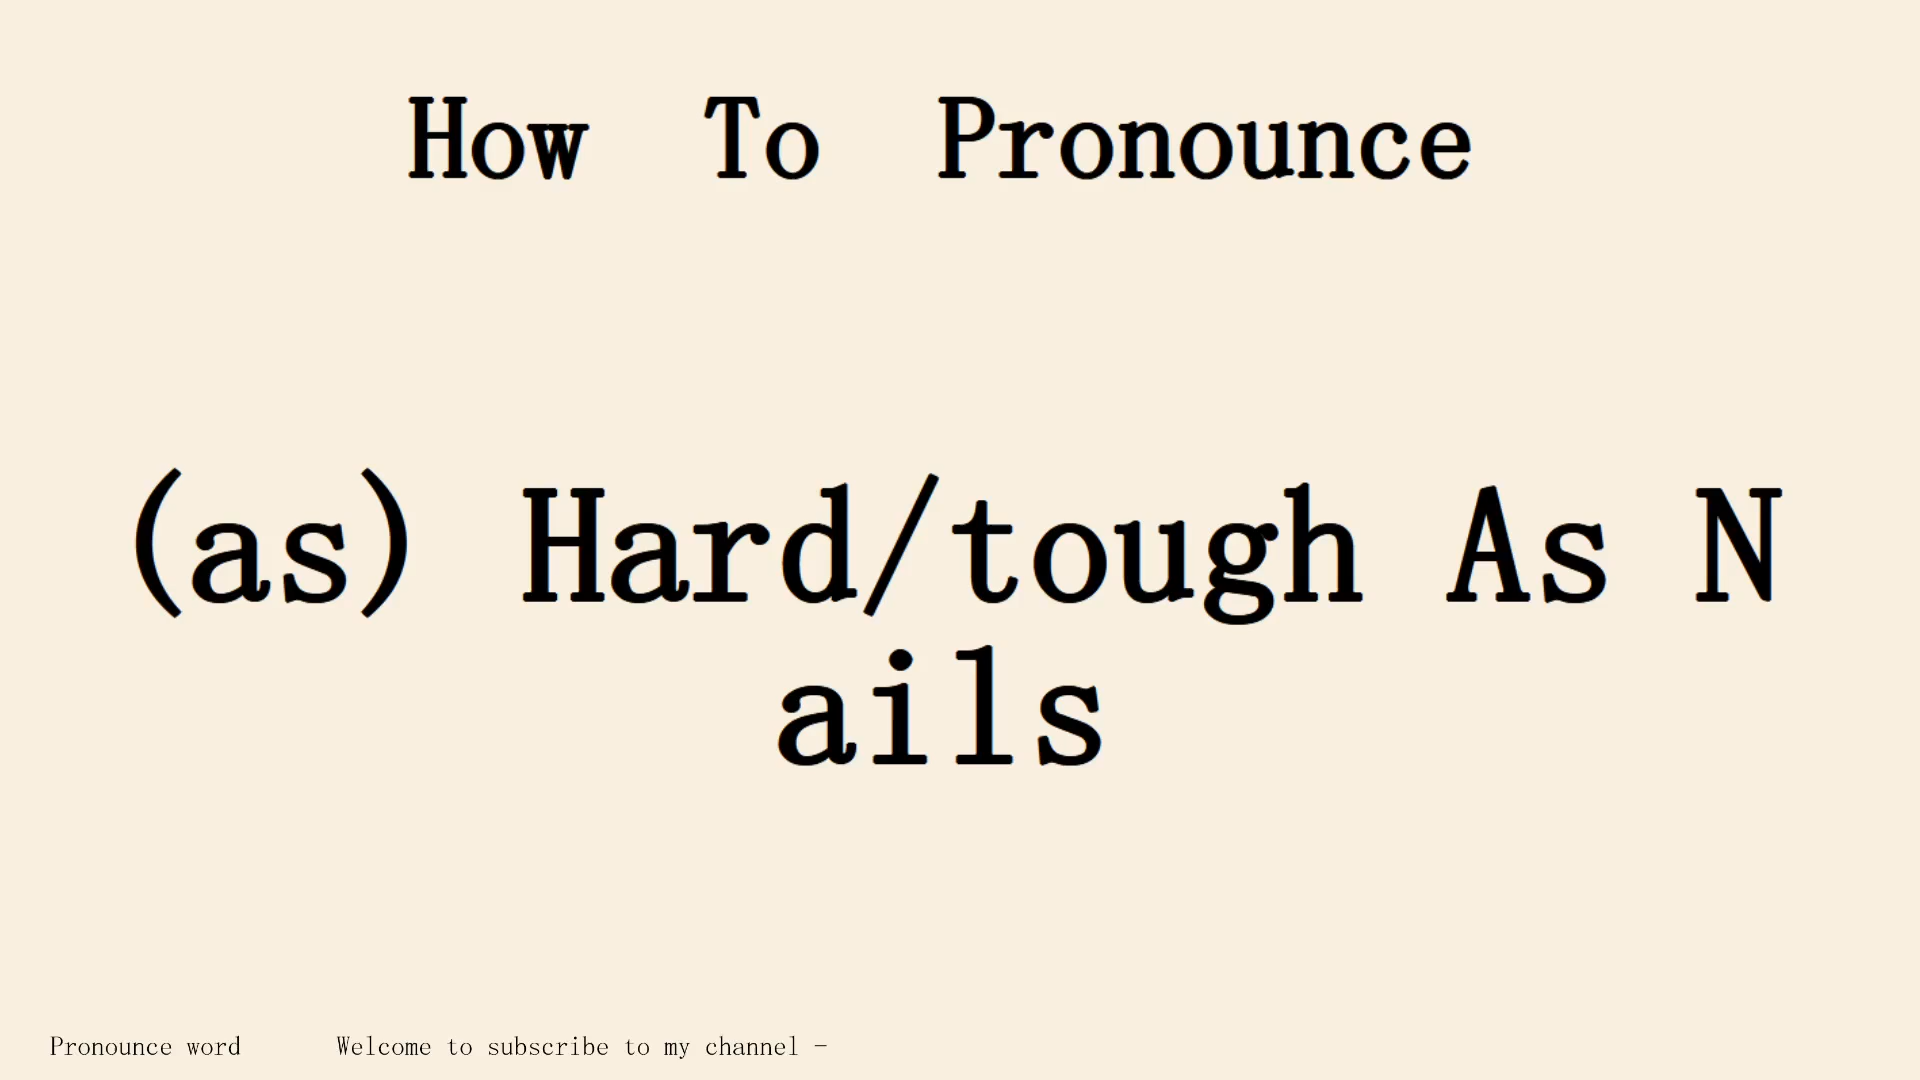 How To Pronounce
(as) Hard/tough As N
ails
Pronounce word Welcome to subscribe to my channel -